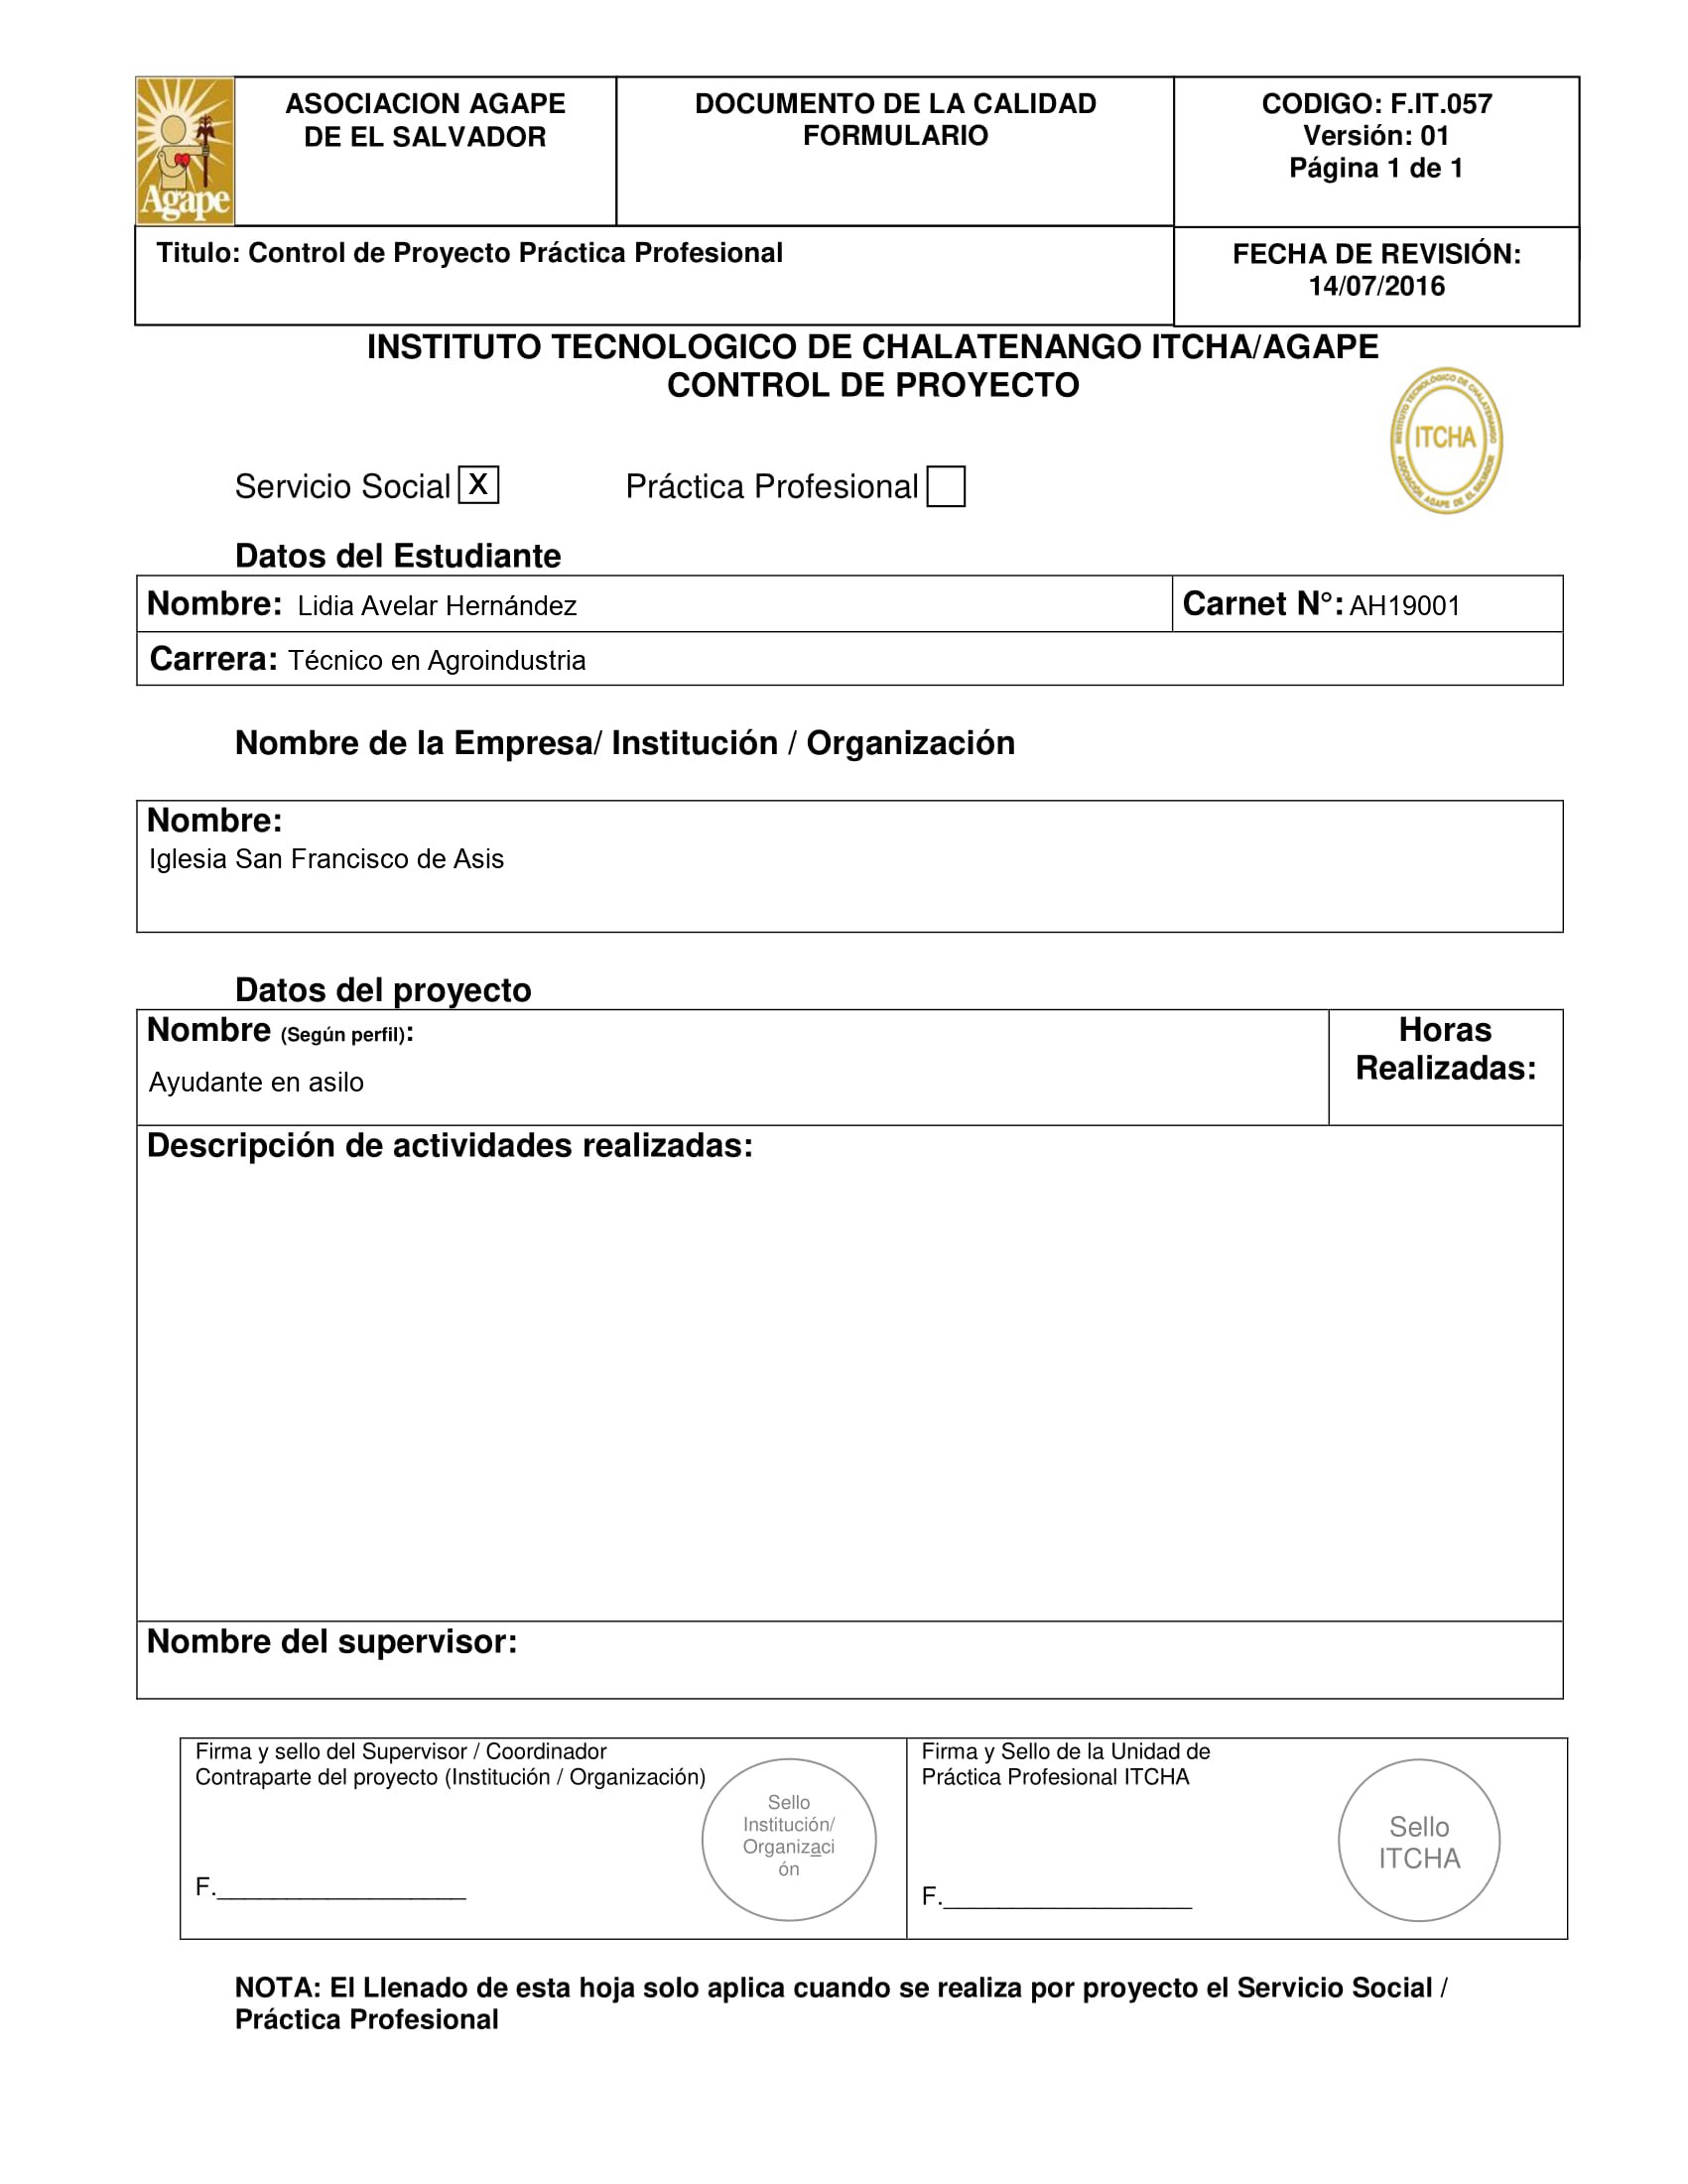 Agape
ASOCIACION AGAPE
DE EL SALVADOR
DOCUMENTO DE LA CALIDAD
FORMULARIO
CODIGO: F.IT.057
Versión: 01
Página 1 de 1
Titulo: Control de Proyecto Práctica Profesional
FECHA DE REVISIÓN:
14/07/2016
INSTITUTO TECNOLOGICO DE CHALATENANGO ITCHA/AGAPE
CONTROL DE PROYECTO
INSTITUTO TECNOLÓGICO DE CHALATENANGO
ITCHA
ASOCIACIÓN AGAPE DE EL SALVADOR
Servicio Social X Práctica Profesional
Datos del Estudiante
Nombre: Lidia Avelar Hernández Carnet N°: AH19001
Carrera: Técnico en Agroindustria
Nombre de la Empresa/ Institución / Organización
Nombre:
Iglesia San Francisco de Asis
Datos del proyecto
Nombre (Según perfil):
Ayudante en asilo
Horas
Realizadas:
Descripción de actividades realizadas:
Nombre del supervisor:
Firma y sello del Supervisor / Coordinador
Contraparte del proyecto (Institución / Organización)
Sello
Institución/
Organizaci
ón
F.__________________
Firma y Sello de la Unidad de
Práctica Profesional ITCHA
Sello
ITCHA
F.__________________
NOTA: El Llenado de esta hoja solo aplica cuando se realiza por proyecto el Servicio Social /
Práctica Profesional